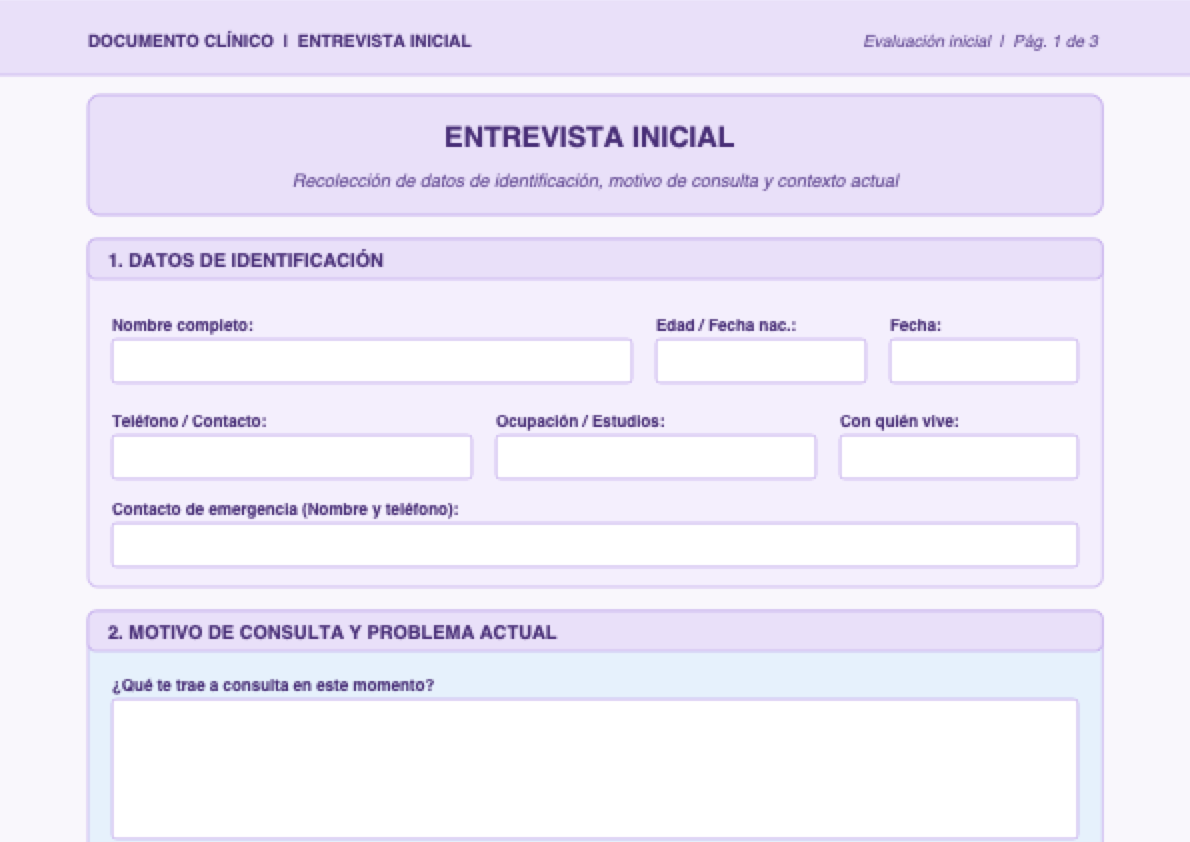 DOCUMENTO CLÍNICO | ENTREVISTA INICIAL
Evaluación inicial | Pág. 1 de 3
ENTREVISTA INICIAL
Recolección de datos de identificación, motivo de consulta y contexto actual
1. DATOS DE IDENTIFICACIÓN
Nombre completo: Edad / Fecha nac.: Fecha:
Teléfono / Contacto: Ocupación / Estudios: Con quién vive:
Contacto de emergencia (Nombre y teléfono):
2. MOTIVO DE CONSULTA Y PROBLEMA ACTUAL
¿Qué te trae a consulta en este momento?